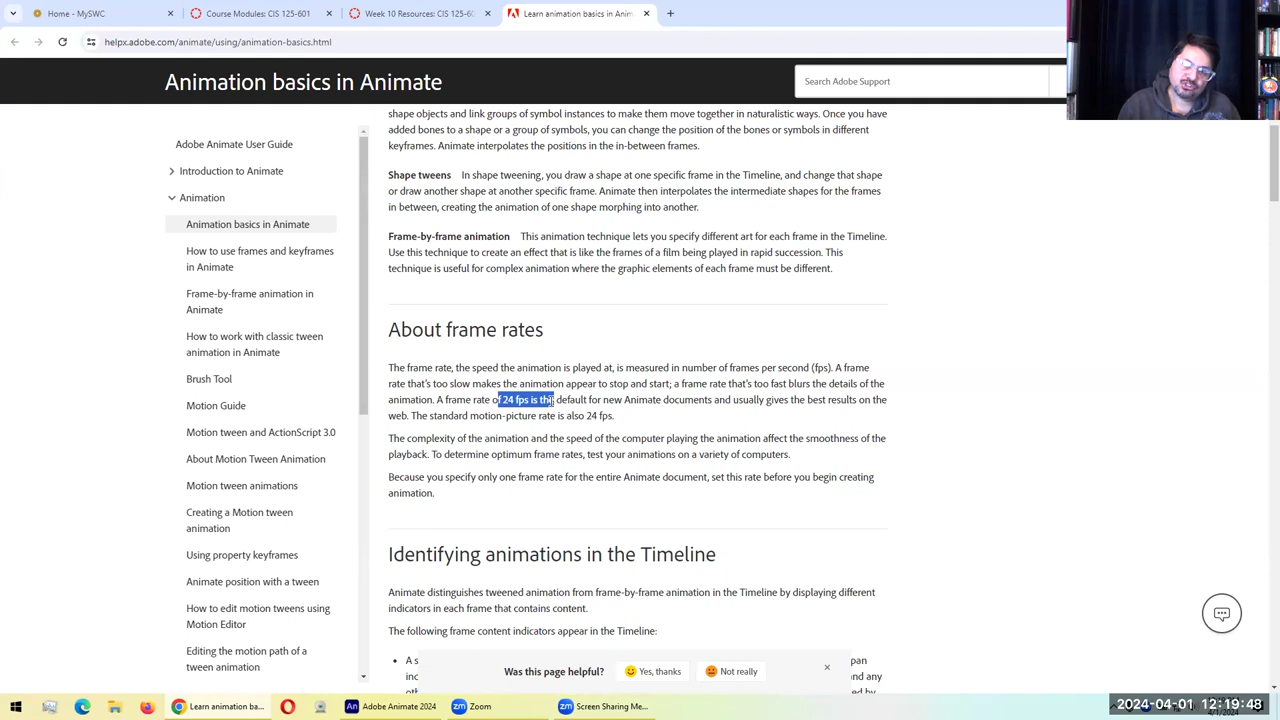 Home - MySWC
Course Modules: CIS 125-601
Week 10 Resources: CIS 125-60
Learn animation basics in Anim
helpx.adobe.com/animate/using/animation-basics.html
Animation basics in Animate
Search Adobe Support
Adobe Animate User Guide
Introduction to Animate
Animation
Animation basics in Animate
How to use frames and keyframes
in Animate
Frame-by-frame animation in
Animate
How to work with classic tween
animation in Animate
Brush Tool
Motion Guide
Motion tween and ActionScript 3.0
About Motion Tween Animation
Motion tween animations
Creating a Motion tween
animation
Using property keyframes
Animate position with a tween
How to edit motion tweens using
Motion Editor
Editing the motion path of a
tween animation
shape objects and link groups of symbol instances to make them move together in naturalistic ways. Once you have
added bones to a shape or a group of symbols, you can change the position of the bones or symbols in different
keyframes. Animate interpolates the positions in the in-between frames.
Shape tweens In shape tweening, you draw a shape at one specific frame in the Timeline, and change that shape
or draw another shape at another specific frame. Animate then interpolates the intermediate shapes for the frames
in between, creating the animation of one shape morphing into another.
Frame-by-frame animation This animation technique lets you specify different art for each frame in the Timeline.
Use this technique to create an effect that is like the frames of a film being played in rapid succession. This
technique is useful for complex animation where the graphic elements of each frame must be different.
About frame rates
The frame rate, the speed the animation is played at, is measured in number of frames per second (fps). A frame
rate that's too slow makes the animation appear to stop and start; a frame rate that's too fast blurs the details of the
animation. A frame rate of 24 fps is the default for new Animate documents and usually gives the best results on the
web. The standard motion-picture rate is also 24 fps.
The complexity of the animation and the speed of the computer playing the animation affect the smoothness of the
playback. To determine optimum frame rates, test your animations on a variety of computers.
Because you specify only one frame rate for the entire Animate document, set this rate before you begin creating
animation.
Identifying animations in the Timeline
Animate distinguishes tweened animation from frame-by-frame animation in the Timeline by displaying different
indicators in each frame that contains content.
The following frame content indicators appear in the Timeline:
Was this page helpful?
Yes, thanks
Not really
Learn animation ba...
An
Adobe Animate 2024
Zoom
Screen Sharing Me...
2024-04-01 12:19:48